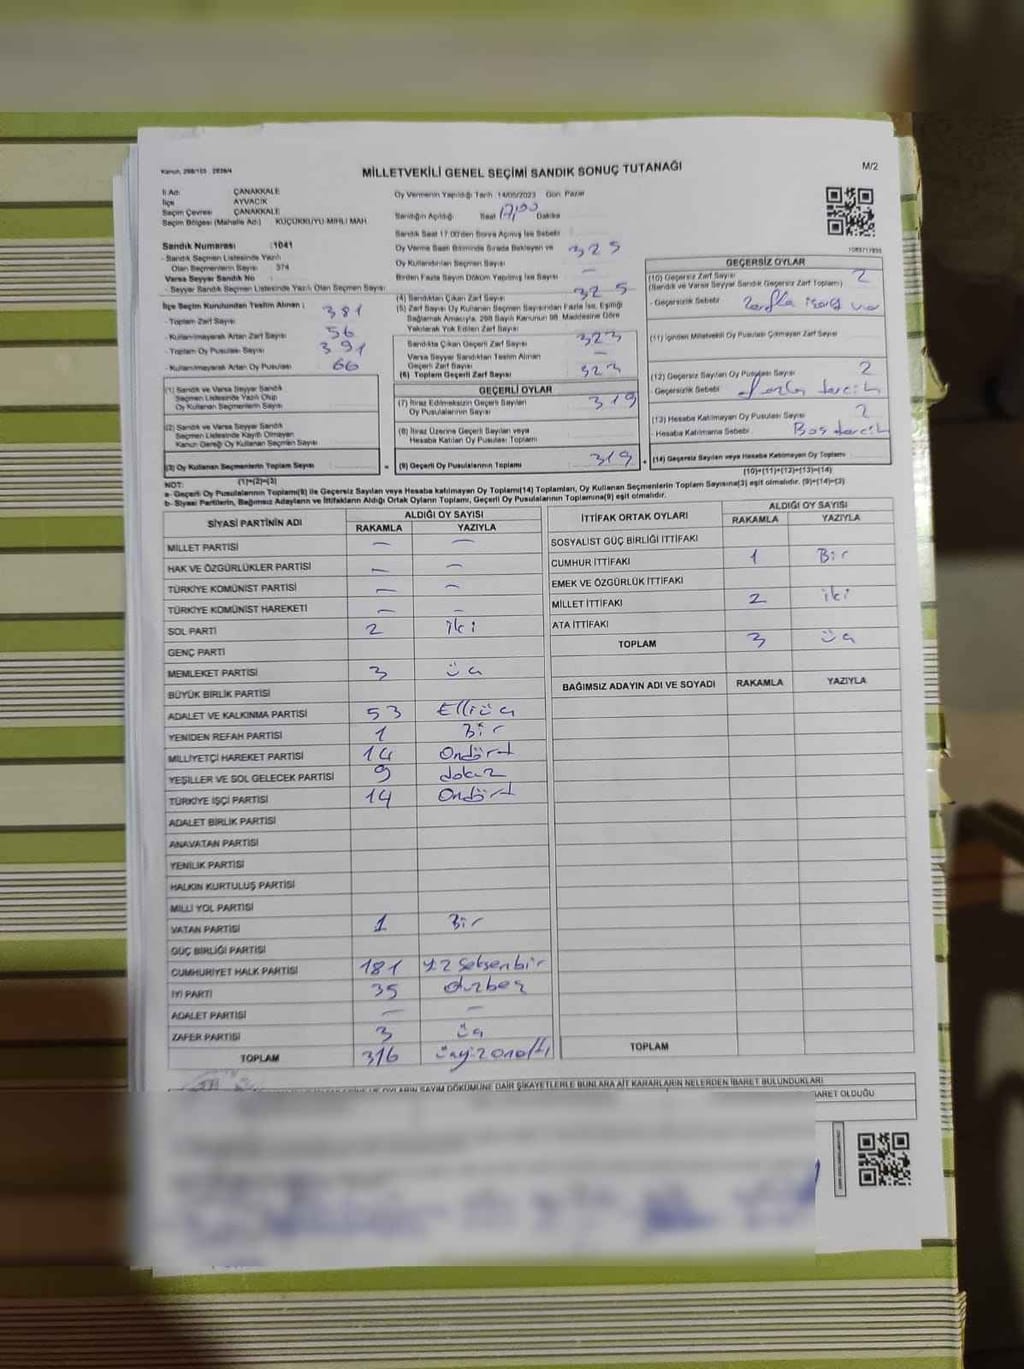 MİLLETVEKİLİ GENEL SEÇİMİ SANDIK SONUÇ TUTANAĞI
M/2
İl Adı ÇANAKKALE
İlçe AYVACIK
Seçim Çevresi ÇANAKKALE
Seçim Bölgesi (Mahalle Adı) KÜÇÜKKUYU-MIHLI MAH.
Sandık Numarası :1041
- Sandık Seçmen Listesinde Yazılı
Olan Seçmenlerin Sayısı 374
Varsa Seyyar Sandık No
- Seyyar Sandık Seçmen Listesinde Yazılı Olan Seçmen Sayısı
İlçe Seçim Kurulundan Teslim Alınan :
- Toplam Zarf Sayısı 381
- Kullanılmayarak Artan Zarf Sayısı 56
- Toplam Oy Pusulası Sayısı 391
- Kullanılmayarak Artan Oy Pusulası 66
(1) Sandık ve Varsa Seyyar Sandık
Seçmen Listesinde Yazılı Olup
Oy Kullanan Seçmenlerin Sayısı
(2) Sandık ve Varsa Seyyar Sandık
Seçmen Listesinde Kayıtlı Olmayan
Kanun Gereği Oy Kullanan Seçmen Sayısı
(3) Oy Kullanan Seçmenlerin Toplam Sayısı
(1)+(2)=(3)
Oy Vermenin Yapıldığı Tarih 14/05/2023 Gün Pazar
Sandığın Açıldığı Saat 17,00 Dakika
Sandık Saat 17.00'den Sonra Açılmış İse Sebebi
Oy Verme Saati Bitiminde Sırada Bekleyen ve
Oy Kullandırılan Seçmen Sayısı 325
Birden Fazla Sayım Döküm Yapılmış İse Sayısı —
(4) Sandıktan Çıkan Zarf Sayısı 325
(5) Zarf Sayısı Oy Kullanan Seçmen Sayısından Fazla İse, Eşitliği
Sağlamak Amacıyla, 298 Sayılı Kanunun 98. Maddesine Göre
Yakılarak Yok Edilen Zarf Sayısı
Sandıkta Çıkan Geçerli Zarf Sayısı 323
Varsa Seyyar Sandıktan Teslim Alınan
Geçerli Zarf Sayısı —
(6) Toplam Geçerli Zarf Sayısı 323
GEÇERLİ OYLAR
(7) İtiraz Edilmeksizin Geçerli Sayılan
Oy Pusulalarının Sayısı 319
(8) İtiraz Üzerine Geçerli Sayılan veya
Hesaba Katılan Oy Pusulası Toplamı
(9) Geçerli Oy Pusulalarının Toplamı 319
GEÇERSİZ OYLAR
(10) Geçersiz Zarf Sayısı 2
(Sandık ve Varsa Seyyar Sandık Geçersiz Zarf Toplamı)
- Geçersizlik Sebebi Zarfta işaret var
(11) İçinden Milletvekili Oy Pusulası Çıkmayan Zarf Sayısı
(12) Geçersiz Sayılan Oy Pusulası Sayısı 2
- Geçersizlik Sebebi Fazla tercih
(13) Hesaba Katılmayan Oy Pusulası Sayısı 2
- Hesaba Katılmama Sebebi Boş tercih
(14) Geçersiz Sayılan veya Hesaba Katılmayan Oy Toplamı
(10)+(11)+(12)+(13)=(14)
NOT:
a- Geçerli Oy Pusulalarının Toplamı(9) ile Geçersiz Sayılan veya Hesaba katılmayan Oy Toplamı(14) Toplamları, Oy Kullanan Seçmenlerin Toplam Sayısına(3) eşit olmalıdır. (9)+(14)=(3)
b- Siyasi Partilerin, Bağımsız Adayların ve İttifakların Aldığı Ortak Oyların Toplamı, Geçerli Oy Pusulalarının Toplamına(9) eşit olmalıdır.
SİYASİ PARTİNİN ADI ALDIĞI OY SAYISI
RAKAMLA YAZIYLA
MİLLET PARTİSİ — —
HAK VE ÖZGÜRLÜKLER PARTİSİ — —
TÜRKİYE KOMÜNİST PARTİSİ — —
TÜRKİYE KOMÜNİST HAREKETİ — —
SOL PARTİ 2 iki
GENÇ PARTİ
MEMLEKET PARTİSİ 3 üç
BÜYÜK BİRLİK PARTİSİ
ADALET VE KALKINMA PARTİSİ 53 Elliüç
YENİDEN REFAH PARTİSİ 1 Bir
MİLLİYETÇİ HAREKET PARTİSİ 14 Ondört
YEŞİLLER VE SOL GELECEK PARTİSİ 9 dokuz
TÜRKİYE İŞÇİ PARTİSİ 14 Ondört
ADALET BİRLİK PARTİSİ
ANAVATAN PARTİSİ
YENİLİK PARTİSİ
HALKIN KURTULUŞ PARTİSİ
MİLLİ YOL PARTİSİ
VATAN PARTİSİ 1 Bir
GÜÇ BİRLİĞİ PARTİSİ
CUMHURİYET HALK PARTİSİ 181 yüz seksenbir
İYİ PARTİ 35 otuzbeş
ADALET PARTİSİ — —
ZAFER PARTİSİ 3 üç
TOPLAM 316 üçyüzonaltı
İTTİFAK ORTAK OYLARI ALDIĞI OY SAYISI
RAKAMLA YAZIYLA
SOSYALİST GÜÇ BİRLİĞİ İTTİFAKI
CUMHUR İTTİFAKI 1 Bir
EMEK VE ÖZGÜRLÜK İTTİFAKI
MİLLET İTTİFAKI 2 iki
ATA İTTİFAKI
TOPLAM 3 üç
BAĞIMSIZ ADAYIN ADI VE SOYADI RAKAMLA YAZIYLA
TOPLAM
OYLARIN SAYIM DÖKÜMÜNE DAİR ŞİKAYETLERLE BUNLARA AİT KARARLARIN NELERDEN İBARET BULUNDUKLARI
İBARET OLDUĞU